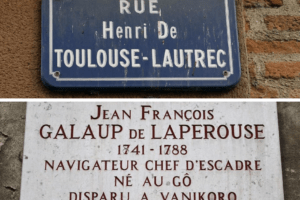 RUE
Henri De
TOULOUSE-LAUTREC
JEAN FRANÇOIS
GALAUP DE LAPEROUSE
1741-1788
NAVIGATEUR CHEF D'ESCADRE
NÉ AU GÔ
DISPARU A VANIKORO